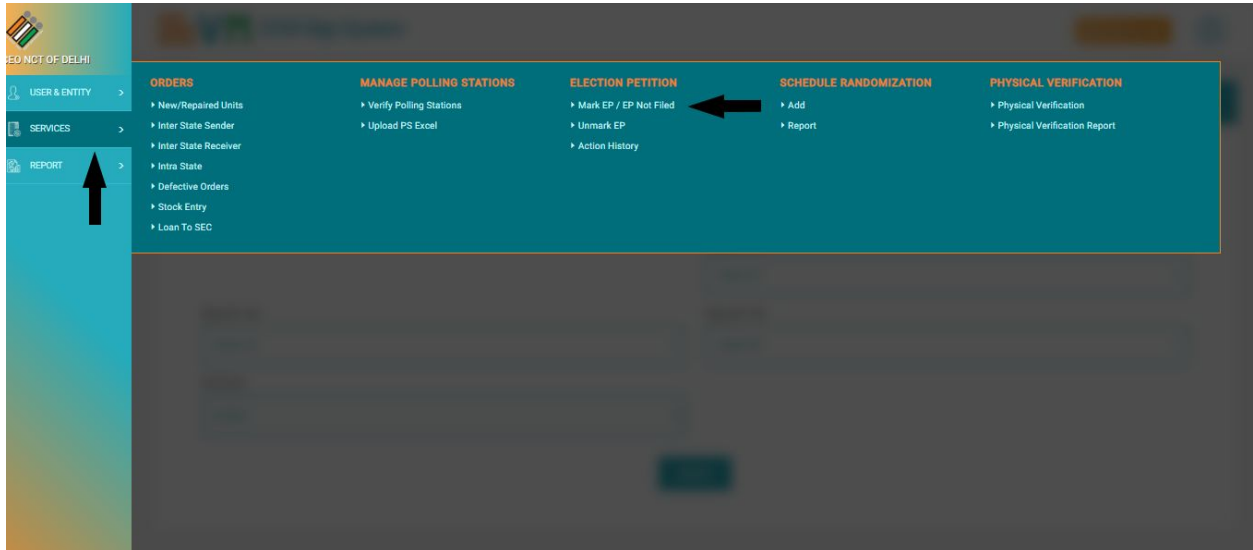 CEO NCT OF DELHI
USER & ENTITY
SERVICES
REPORT
ORDERS
New/Repaired Units
Inter State Sender
Inter State Receiver
Intra State
Defective Orders
Stock Entry
Loan To SEC
MANAGE POLLING STATIONS
Verify Polling Stations
Upload PS Excel
ELECTION PETITION
Mark EP / EP Not Filed
Unmark EP
Action History
SCHEDULE RANDOMIZATION
Add
Report
PHYSICAL VERIFICATION
Physical Verification
Physical Verification Report